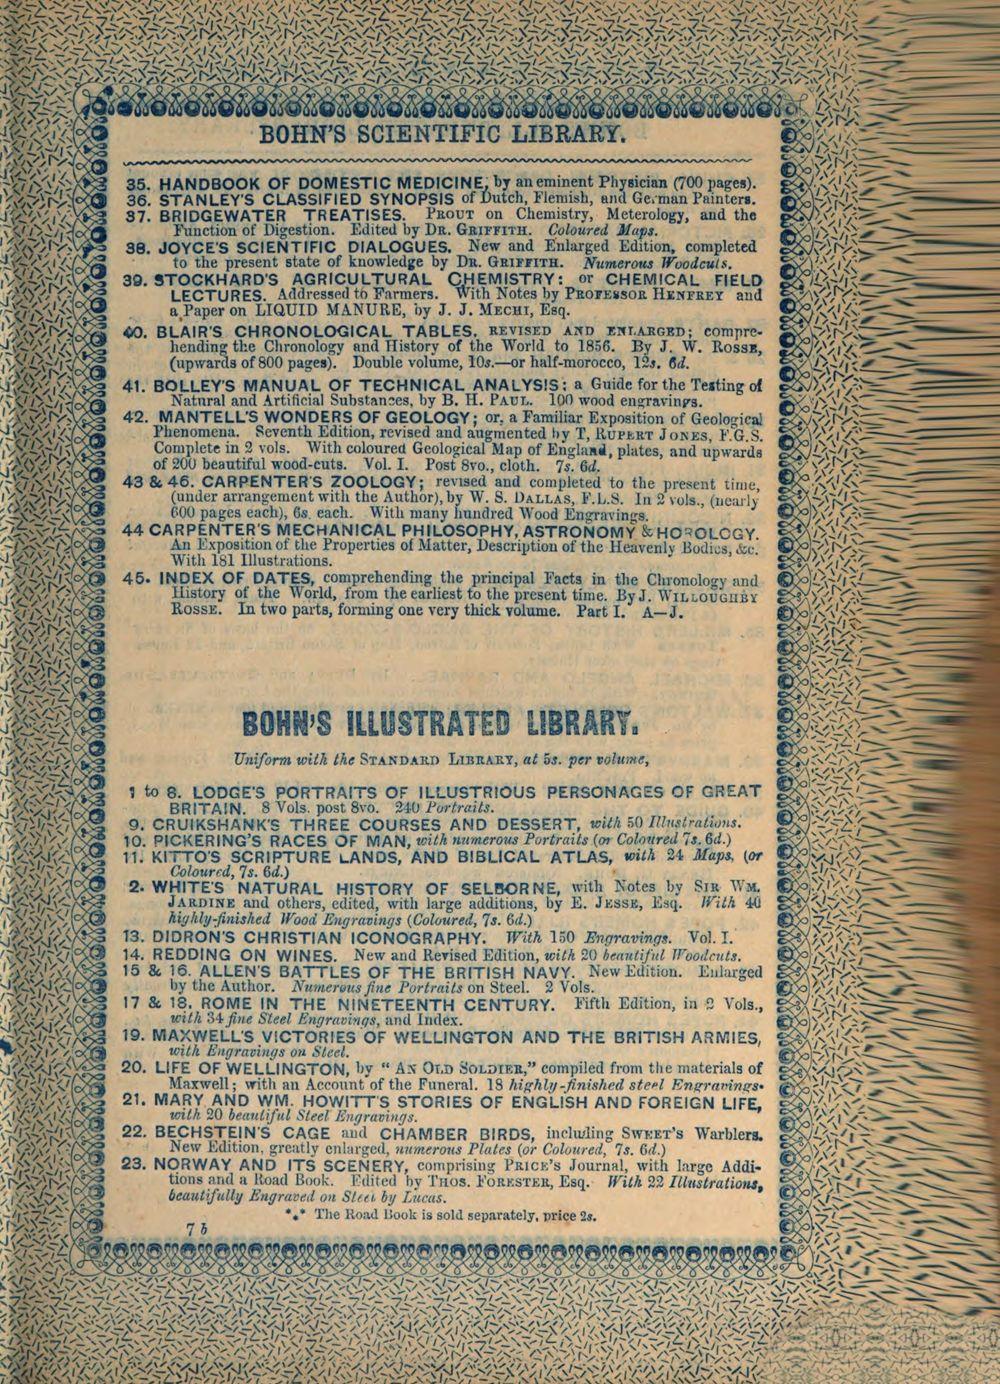 BOHN'S SCIENTIFIC LIBRARY.
35. HANDBOOK OF DOMESTIC MEDICINE, by an eminent Physician (700 pages).
36. STANLEY'S CLASSIFIED SYNOPSIS of Dutch, Flemish, and German Painters.
37. BRIDGEWATER TREATISES. PROUT on Chemistry, Meterology, and the
Function of Digestion. Edited by DR. GRIFFITH. Coloured Maps.
38. JOYCE'S SCIENTIFIC DIALOGUES. New and Enlarged Edition, completed
to the present state of knowledge by DR. GRIFFITH. Numerous Woodcuts.
39. STOCKHARD'S AGRICULTURAL CHEMISTRY: or CHEMICAL FIELD
LECTURES. Addressed to Farmers. With Notes by PROFESSOR HENFREY and
a Paper on LIQUID MANURE, by J. J. MECHI, Esq.
40. BLAIR'S CHRONOLOGICAL TABLES, REVISED AND ENLARGED; compre-
hending the Chronology and History of the World to 1856. By J. W. ROSSE,
(upwards of 800 pages). Double volume, 10s.—or half-morocco, 12s. 6d.
41. BOLLEY'S MANUAL OF TECHNICAL ANALYSIS: a Guide for the Testing of
Natural and Artificial Substances, by B. H. PAUL. 100 wood engravings.
42. MANTELL'S WONDERS OF GEOLOGY; or, a Familiar Exposition of Geological
Phenomena. Seventh Edition, revised and augmented by T, RUPERT JONES, F.G.S.
Complete in 2 vols. With coloured Geological Map of England, plates, and upwards
of 200 beautiful wood-cuts. Vol. I. Post 8vo., cloth. 7s. 6d.
43 & 46. CARPENTER'S ZOOLOGY; revised and completed to the present time,
(under arrangement with the Author), by W. S. DALLAS, F.L.S. In 2 vols., (nearly
600 pages each), 6s. each. With many hundred Wood Engravings.
44 CARPENTER'S MECHANICAL PHILOSOPHY, ASTRONOMY & HOROLOGY.
An Exposition of the Properties of Matter, Description of the Heavenly Bodies, &c.
With 181 Illustrations.
45. INDEX OF DATES, comprehending the principal Facts in the Chronology and
History of the World, from the earliest to the present time. By J. WILLOUGHBY
ROSSE. In two parts, forming one very thick volume. Part I. A—J.
BOHN'S ILLUSTRATED LIBRARY.
Uniform with the STANDARD LIBRARY, at 5s. per volume,
1 to 8. LODGE'S PORTRAITS OF ILLUSTRIOUS PERSONAGES OF GREAT
BRITAIN. 8 Vols. post 8vo. 240 Portraits.
9. CRUIKSHANK'S THREE COURSES AND DESSERT, with 50 Illustrations.
10. PICKERING'S RACES OF MAN, with numerous Portraits (or Coloured 7s. 6d.)
11. KITTO'S SCRIPTURE LANDS, AND BIBLICAL ATLAS, with 24 Maps, (or
Coloured, 7s. 6d.)
2. WHITE'S NATURAL HISTORY OF SELBORNE, with Notes by SIR WM.
JARDINE and others, edited, with large additions, by E. JESSE, Esq. With 40
highly-finished Wood Engravings (Coloured, 7s. 6d.)
13. DIDRON'S CHRISTIAN ICONOGRAPHY. With 150 Engravings. Vol. I.
14. REDDING ON WINES. New and Revised Edition, with 20 beautiful Woodcuts.
15 & 16. ALLEN'S BATTLES OF THE BRITISH NAVY. New Edition. Enlarged
by the Author. Numerous fine Portraits on Steel. 2 Vols.
17 & 18. ROME IN THE NINETEENTH CENTURY. Fifth Edition, in 2 Vols.,
with 34 fine Steel Engravings, and Index.
19. MAXWELL'S VICTORIES OF WELLINGTON AND THE BRITISH ARMIES,
with Engravings on Steel.
20. LIFE OF WELLINGTON, by "AN OLD SOLDIER," compiled from the materials of
Maxwell; with an Account of the Funeral. 18 highly-finished steel Engravings.
21. MARY AND WM. HOWITT'S STORIES OF ENGLISH AND FOREIGN LIFE,
with 20 beautiful Steel Engravings.
22. BECHSTEIN'S CAGE and CHAMBER BIRDS, including SWEET'S Warblers.
New Edition, greatly enlarged, numerous Plates (or Coloured, 7s. 6d.)
23. NORWAY AND ITS SCENERY, comprising PRICE'S Journal, with large Addi-
tions and a Road Book. Edited by THOS. FORESTER, Esq. With 22 Illustrations,
beautifully Engraved on Steel by Lucas.
*.* The Road Book is sold separately, price 2s.
7 b